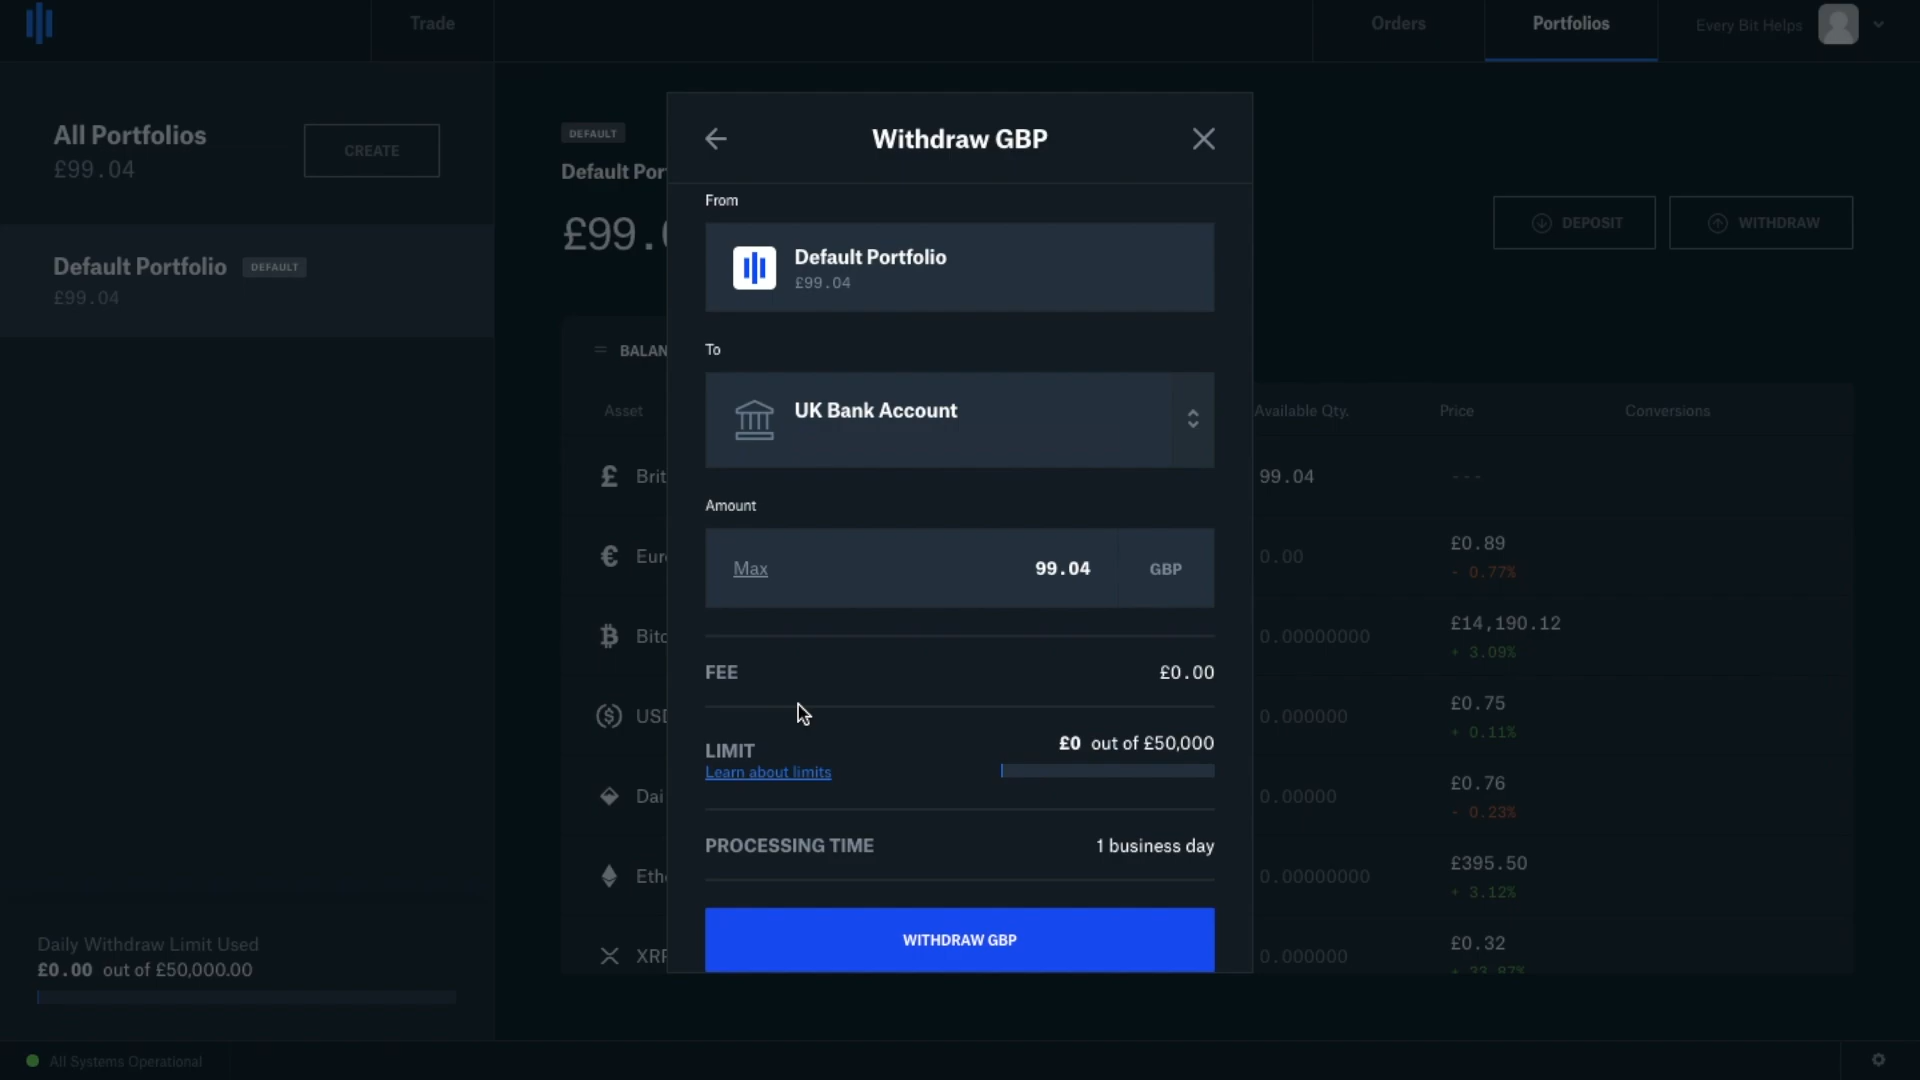 Trade
Orders
Portfolios
Every Bit Helps
All Portfolios
£99.04
CREATE
Default Portfolio DEFAULT
£99.04
DEFAULT
Default Por
£99.
DEPOSIT
WITHDRAW
BALAN
Asset
Available Qty.
Price
Conversions
£ Brit
99.04
---
€ Eur
0.00
£0.89
- 0.77%
Bitc
0.00000000
£14,190.12
+ 3.09%
USD
0.000000
£0.75
+ 0.11%
Dai
0.00000
£0.76
- 0.23%
Eth
0.00000000
£395.50
+ 3.12%
XRP
0.000000
£0.32
+ 23.87%
Withdraw GBP
From
Default Portfolio
£99.04
To
UK Bank Account
Amount
Max 99.04 GBP
FEE £0.00
LIMIT £0 out of £50,000
Learn about limits
PROCESSING TIME 1 business day
WITHDRAW GBP
Daily Withdraw Limit Used
£0.00 out of £50,000.00
All Systems Operational